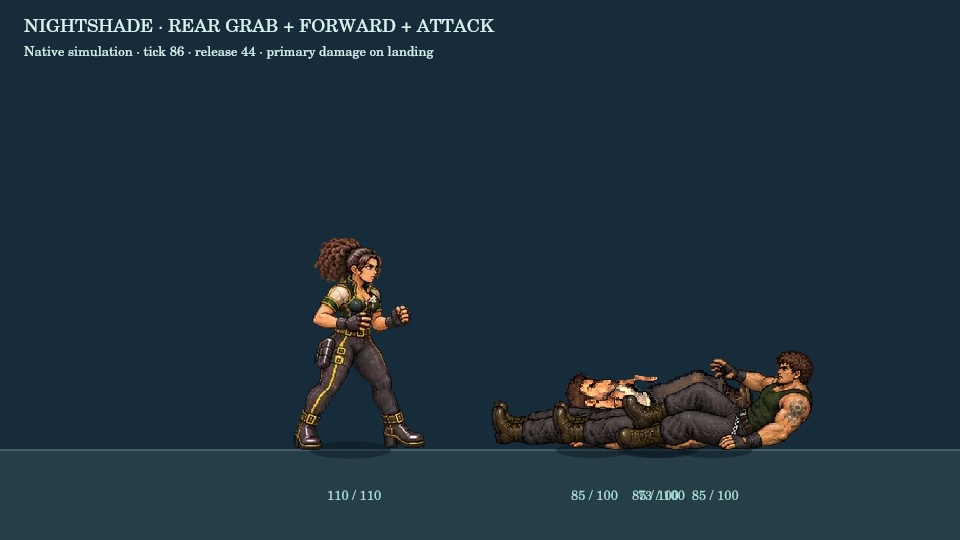 NIGHTSHADE · REAR GRAB + FORWARD + ATTACK
Native simulation · tick 86 · release 44 · primary damage on landing
110 / 110 85 / 100 85 / 100